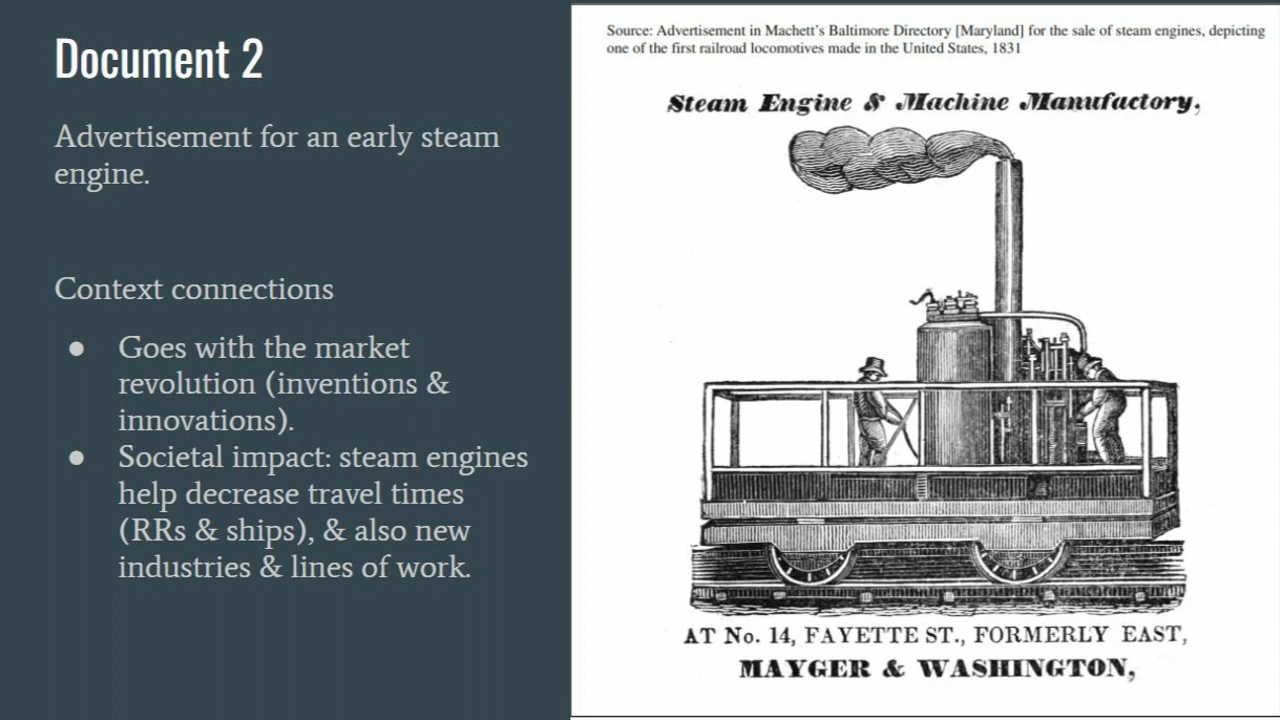 Document 2
Advertisement for an early steam
engine.
Context connections
● Goes with the market
revolution (inventions &
innovations).
● Societal impact: steam engines
help decrease travel times
(RRs & ships), & also new
industries & lines of work.
Source: Advertisement in Machett's Baltimore Directory [Maryland] for the sale of steam engines, depicting
one of the first railroad locomotives made in the United States, 1831
Steam Engine & Machine Manufactory,
AT No. 14, FAYETTE ST., FORMERLY EAST,
MAYGER & WASHINGTON,